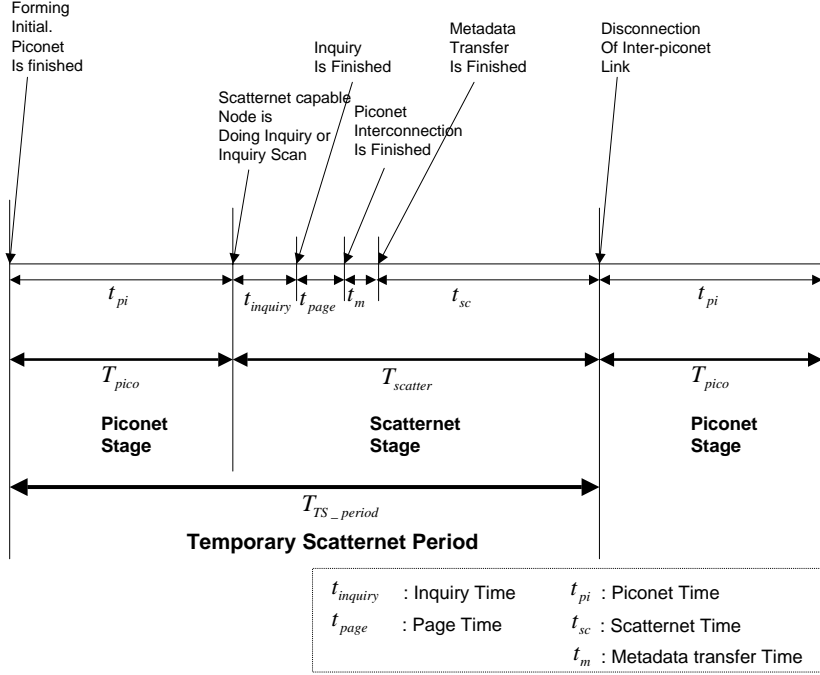 Forming
Initial.
Piconet
Is finished
Scatternet capable
Node is
Doing Inquiry or
Inquiry Scan
Inquiry
Is Finished
Piconet
Interconnection
Is Finished
Metadata
Transfer
Is Finished
Disconnection
Of Inter-piconet
Link
t_pi
t_inquiry
t_page
t_m
t_sc
t_pi
T_pico
T_scatter
T_pico
Piconet
Stage
Scatternet
Stage
Piconet
Stage
T_TS_period
Temporary Scatternet Period
t_inquiry : Inquiry Time
t_pi : Piconet Time
t_page : Page Time
t_sc : Scatternet Time
t_m : Metadata transfer Time